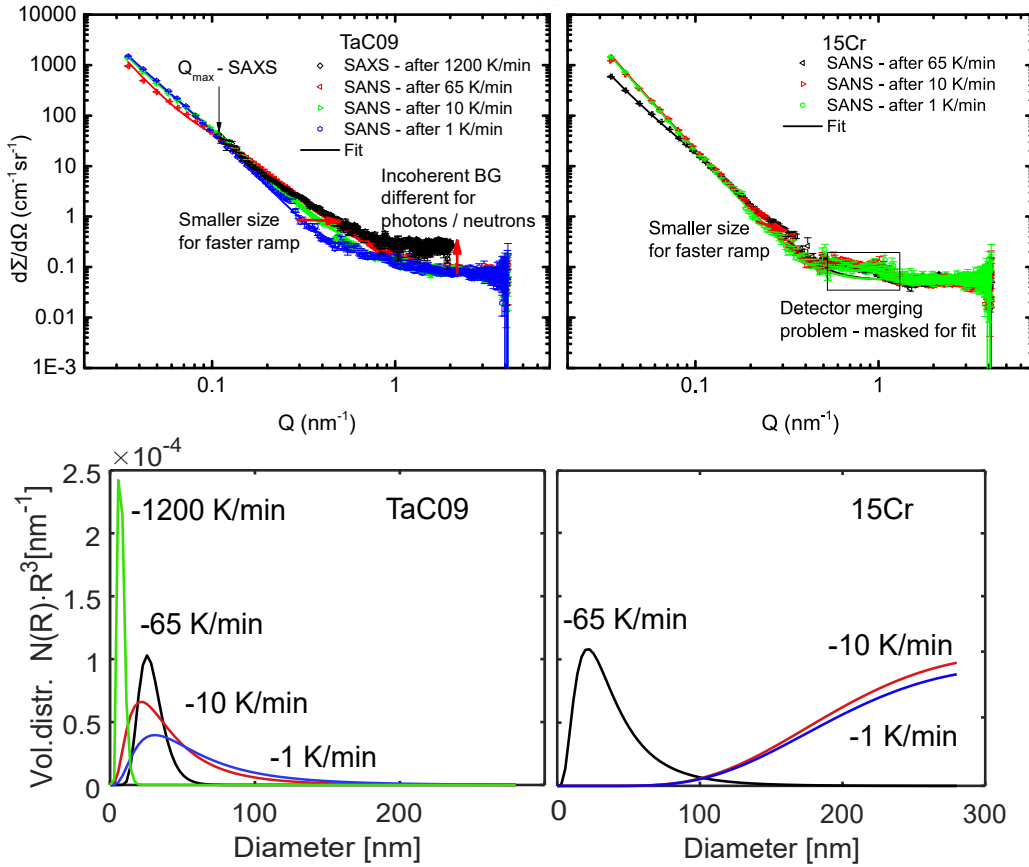 TaC09
SAXS - after 1200 K/min
SANS - after 65 K/min
SANS - after 10 K/min
SANS - after 1 K/min
Fit
Qmax - SAXS
Incoherent BG
different for
photons / neutrons
Smaller size
for faster ramp
dΣ/dΩ (cm-1sr-1)
10000
1000
100
10
1
0.1
0.01
1E-3
0.1
1
Q (nm-1)
15Cr
SANS - after 65 K/min
SANS - after 10 K/min
SANS - after 1 K/min
Fit
Smaller size
for faster ramp
Detector merging
problem - masked for fit
0.1
1
Q (nm-1)
×10-4
2.5
2
1.5
1
0.5
0
Vol.distr. N(R)·R3[nm-1]
TaC09
-1200 K/min
-65 K/min
-10 K/min
-1 K/min
0
100
200
Diameter [nm]
15Cr
-65 K/min
-10 K/min
-1 K/min
0
100
200
300
Diameter [nm]